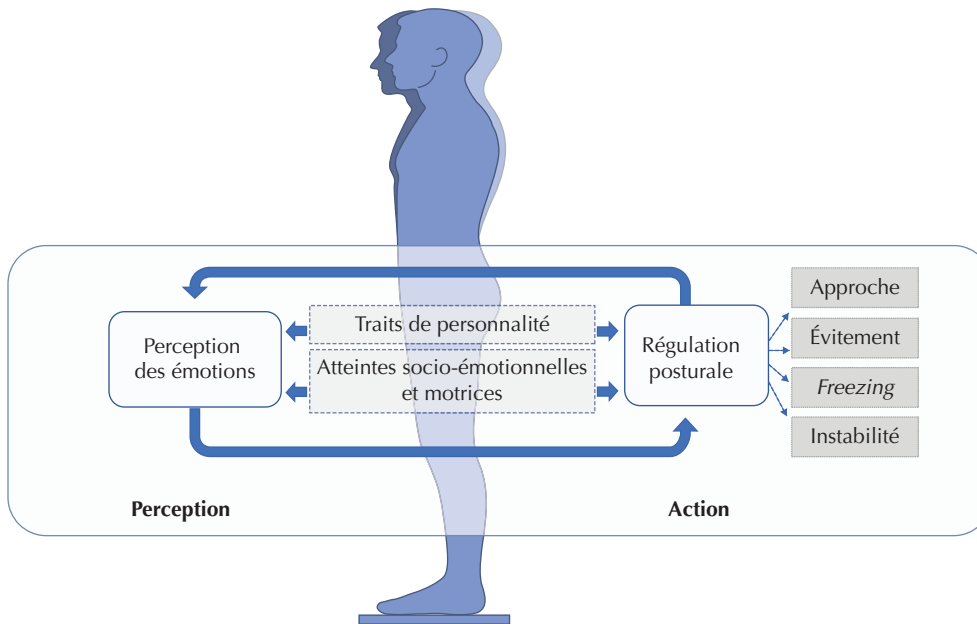 Approche
Traits de personnalité
Évitement
Perception
des émotions
Régulation
posturale
Atteintes socio-émotionnelles
et motrices
Freezing
Instabilité
Perception
Action